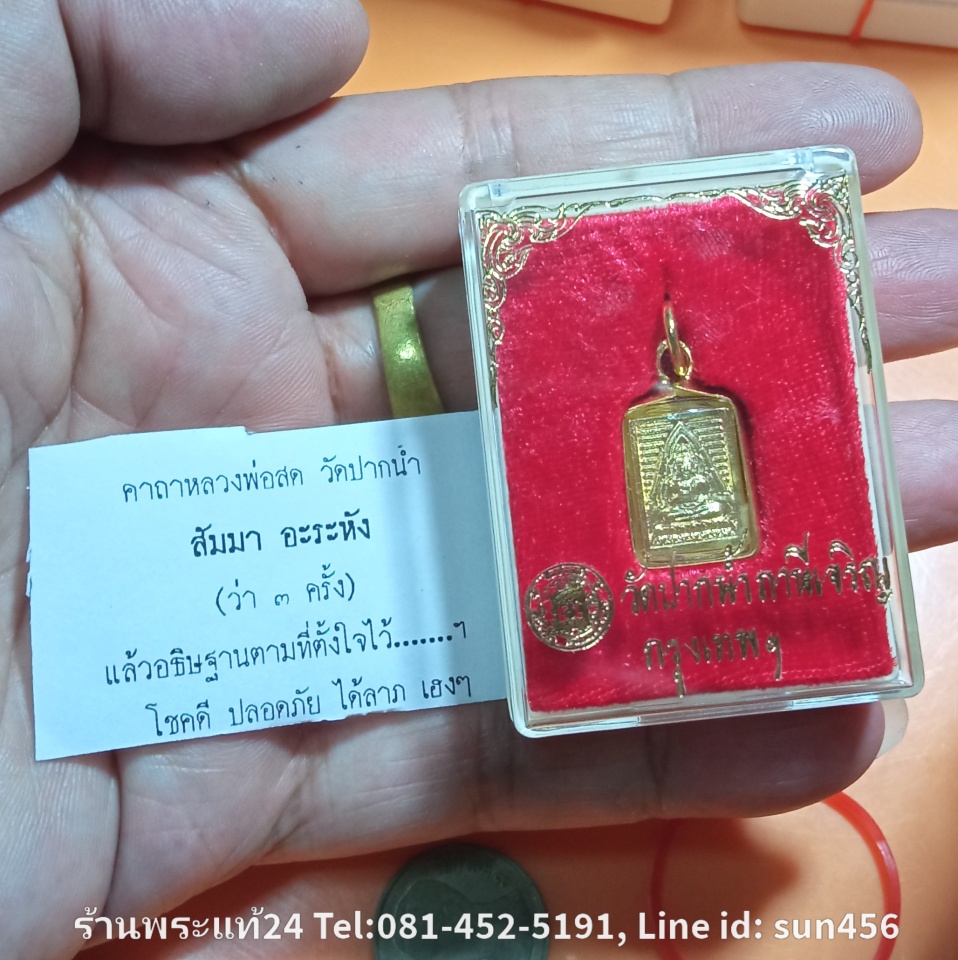 คาถาหลวงพ่อสด วัดปากน้ำ
สัมมา อะระหัง
(ว่า ๓ ครั้ง)
แล้วอธิษฐานตามที่ตั้งใจไว้.......ฯ
โชคดี ปลอดภัย ได้ลาภ เฮงๆ
วัดปากน้ำ ภาษีเจริญ
กรุงเทพฯ
ร้านพระแท้24 Tel:081-452-5191, Line id: sun456